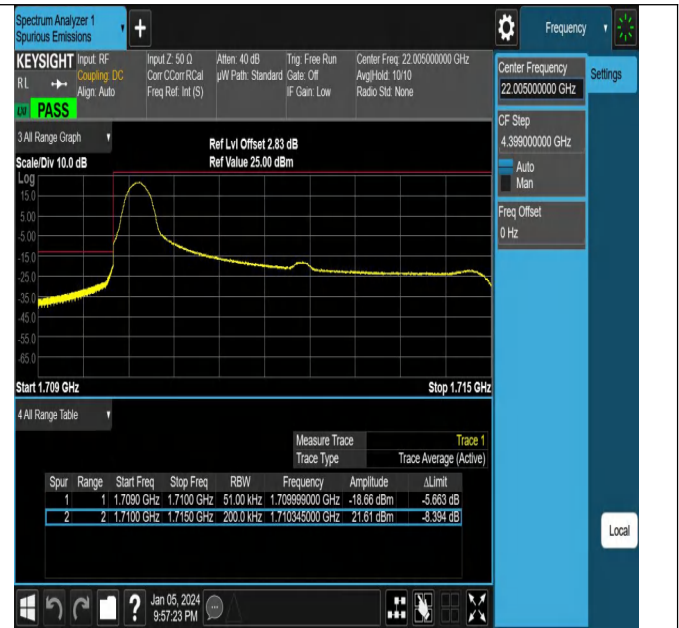 Spectrum Analyzer 1
Spurious Emissions
Frequency
KEYSIGHT
RL
PASS
Input: RF
Coupling: DC
Align: Auto
Input Z: 50 Ω
Corr CCorr RCal
Freq Ref: Int (S)
Atten: 40 dB
µW Path: Standard
Trig: Free Run
Gate: Off
IF Gain: Low
Center Freq: 22.005000000 GHz
Avg|Hold: 10/10
Radio Std: None
Center Frequency
22.005000000 GHz
Settings
CF Step
4.399000000 GHz
Auto
Man
Freq Offset
0 Hz
3 All Range Graph
Ref Lvl Offset 2.83 dB
Scale/Div 10.0 dB
Ref Value 25.00 dBm
Log
15.0
5.00
-5.00
-15.0
-25.0
-35.0
-45.0
-55.0
-65.0
Start 1.709 GHz
Stop 1.715 GHz
4 All Range Table
Measure Trace Trace 1
Trace Type Trace Average (Active)
Spur Range Start Freq Stop Freq RBW Frequency Amplitude ΔLimit
1 1 1.7090 GHz 1.7100 GHz 51.00 kHz 1.709999000 GHz -18.66 dBm -5.663 dB
2 2 1.7100 GHz 1.7150 GHz 200.0 kHz 1.710345000 GHz 21.61 dBm -8.394 dB
Local
Jan 05, 2024
9:57:23 PM